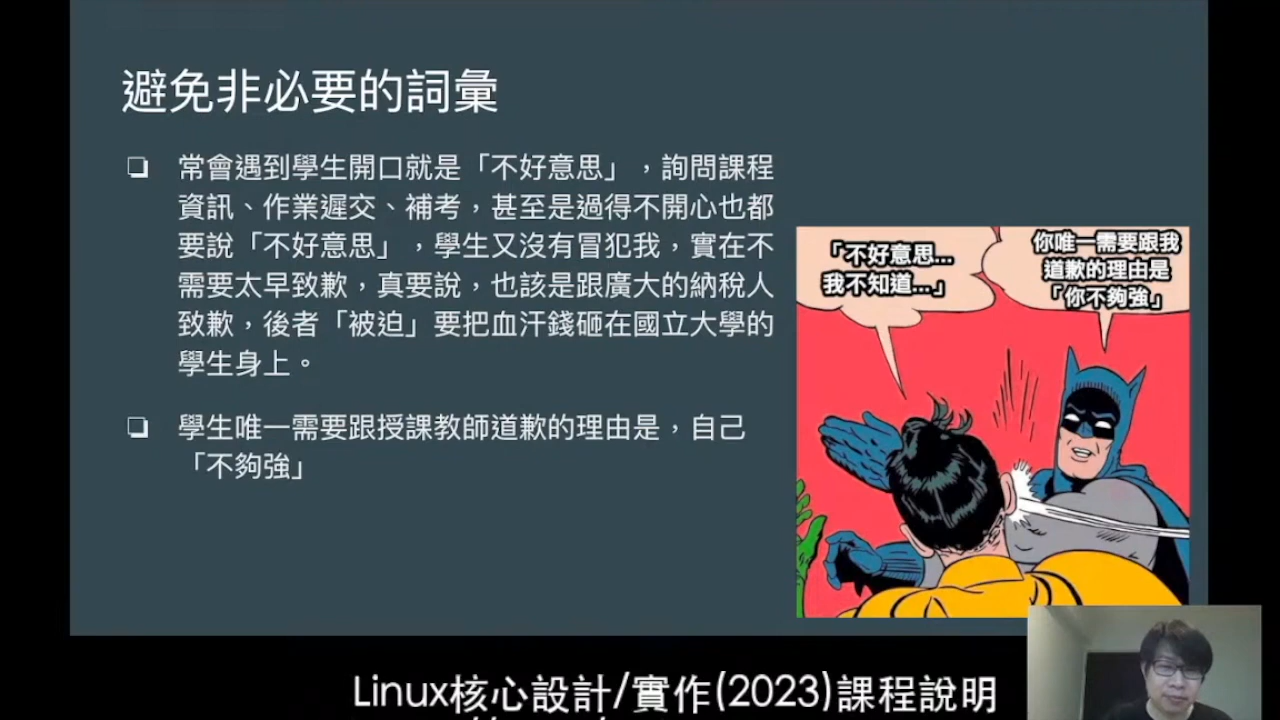 避免非必要的詞彙
常會遇到學生開口就是「不好意思」，詢問課程
資訊、作業遲交、補考，甚至是過得不開心也都
要說「不好意思」，學生又沒有冒犯我，實在不
需要太早致歉，真要說，也該是跟廣大的納稅人
致歉，後者「被迫」要把血汗錢砸在國立大學的
學生身上。
學生唯一需要跟授課教師道歉的理由是，自己
「不夠強」
「不好意思...
我不知道...」
你唯一需要跟我
道歉的理由是
「你不夠強」
Linux核心設計/實作(2023)課程說明